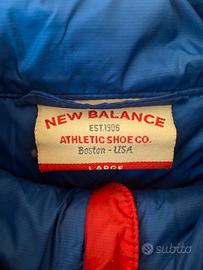 NEW BALANCE
EST.1906
ATHLETIC SHOE CO.
Boston - USA
LARGE
subito